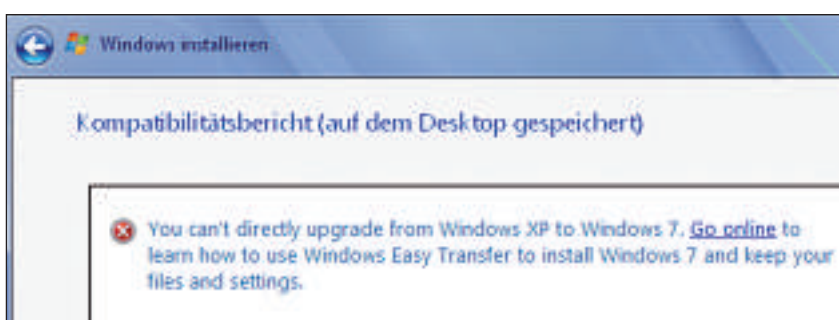 Windows installieren
Kompatibilitätsbericht (auf dem Desktop gespeichert)
You can't directly upgrade from Windows XP to Windows 7. Go online to
learn how to use Windows Easy Transfer to install Windows 7 and keep your
files and settings.